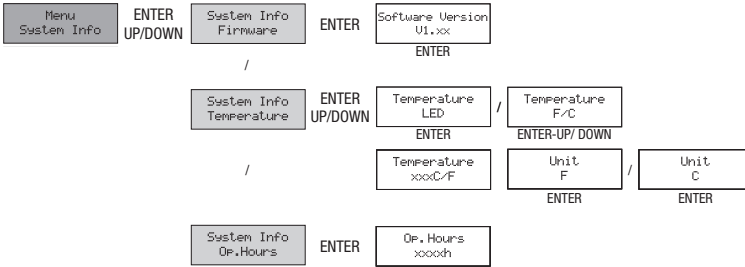 Menu
System Info
ENTER
UP/DOWN
System Info
Firmware
ENTER
Software Version
V1.xx
ENTER
/
System Info
Temperature
ENTER
UP/DOWN
Temperature
LED
ENTER
/
Temperature
F/C
ENTER-UP/ DOWN
/
Temperature
xxxC/F
Unit
F
ENTER
/
Unit
C
ENTER
System Info
Op.Hours
ENTER
Op.Hours
xxxxh